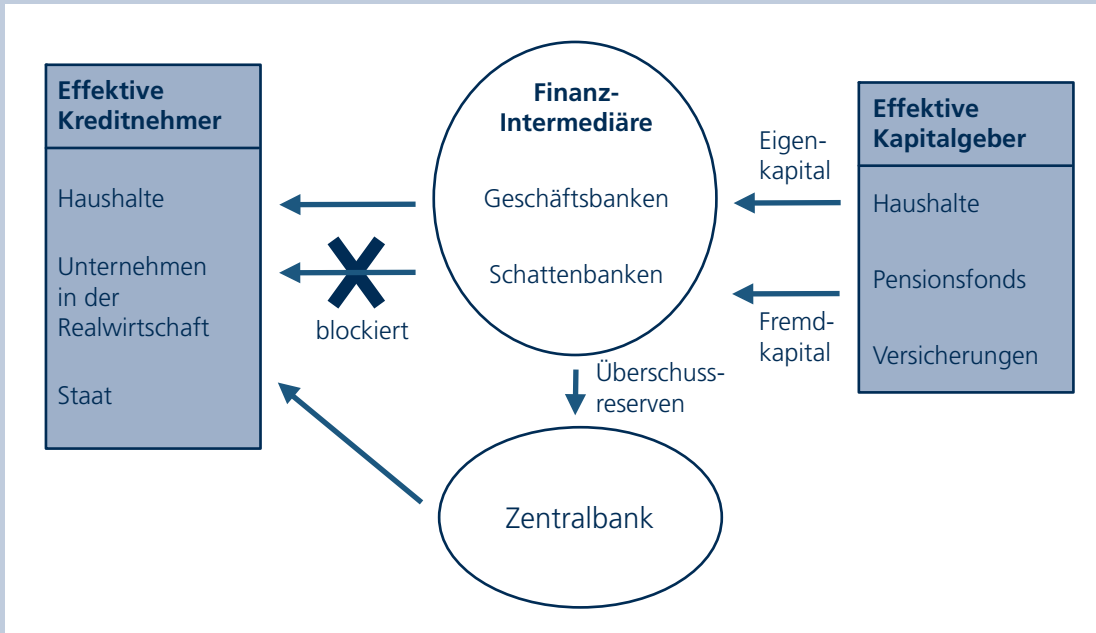 Effektive
Kreditnehmer
Haushalte
Unternehmen
in der
Realwirtschaft
Staat
blockiert
Finanz-
Intermediäre
Geschäftsbanken
Schattenbanken
Überschuss-
reserven
Zentralbank
Eigen-
kapital
Fremd-
kapital
Effektive
Kapitalgeber
Haushalte
Pensionsfonds
Versicherungen